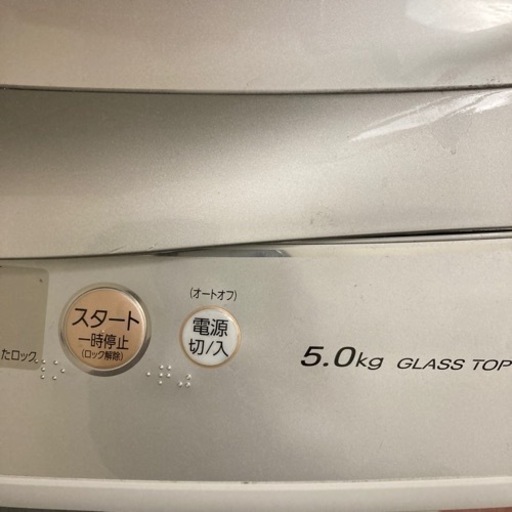 (オートオフ)
スタート
一時停止
(ロック解除)
電源
切/入
たロック
5.0kg GLASS TOP